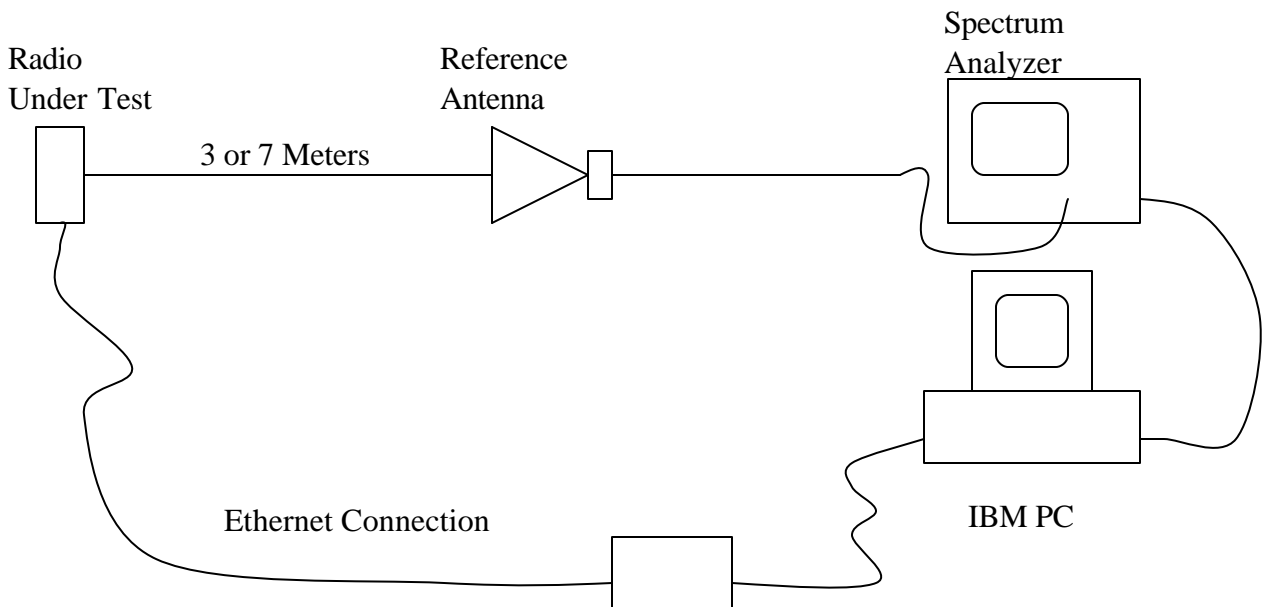 Radio
Under Test
Reference
Antenna
Spectrum
Analyzer
3 or 7 Meters
Ethernet Connection
IBM PC